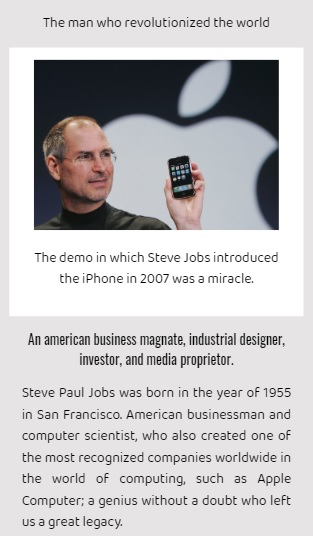 The man who revolutionized the world
The demo in which Steve Jobs introduced
the iPhone in 2007 was a miracle.
An american business magnate, industrial designer,
investor, and media proprietor.
Steve Paul Jobs was born in the year of 1955
in San Francisco. American businessman and
computer scientist, who also created one of
the most recognized companies worldwide in
the world of computing, such as Apple
Computer; a genius without a doubt who left
us a great legacy.